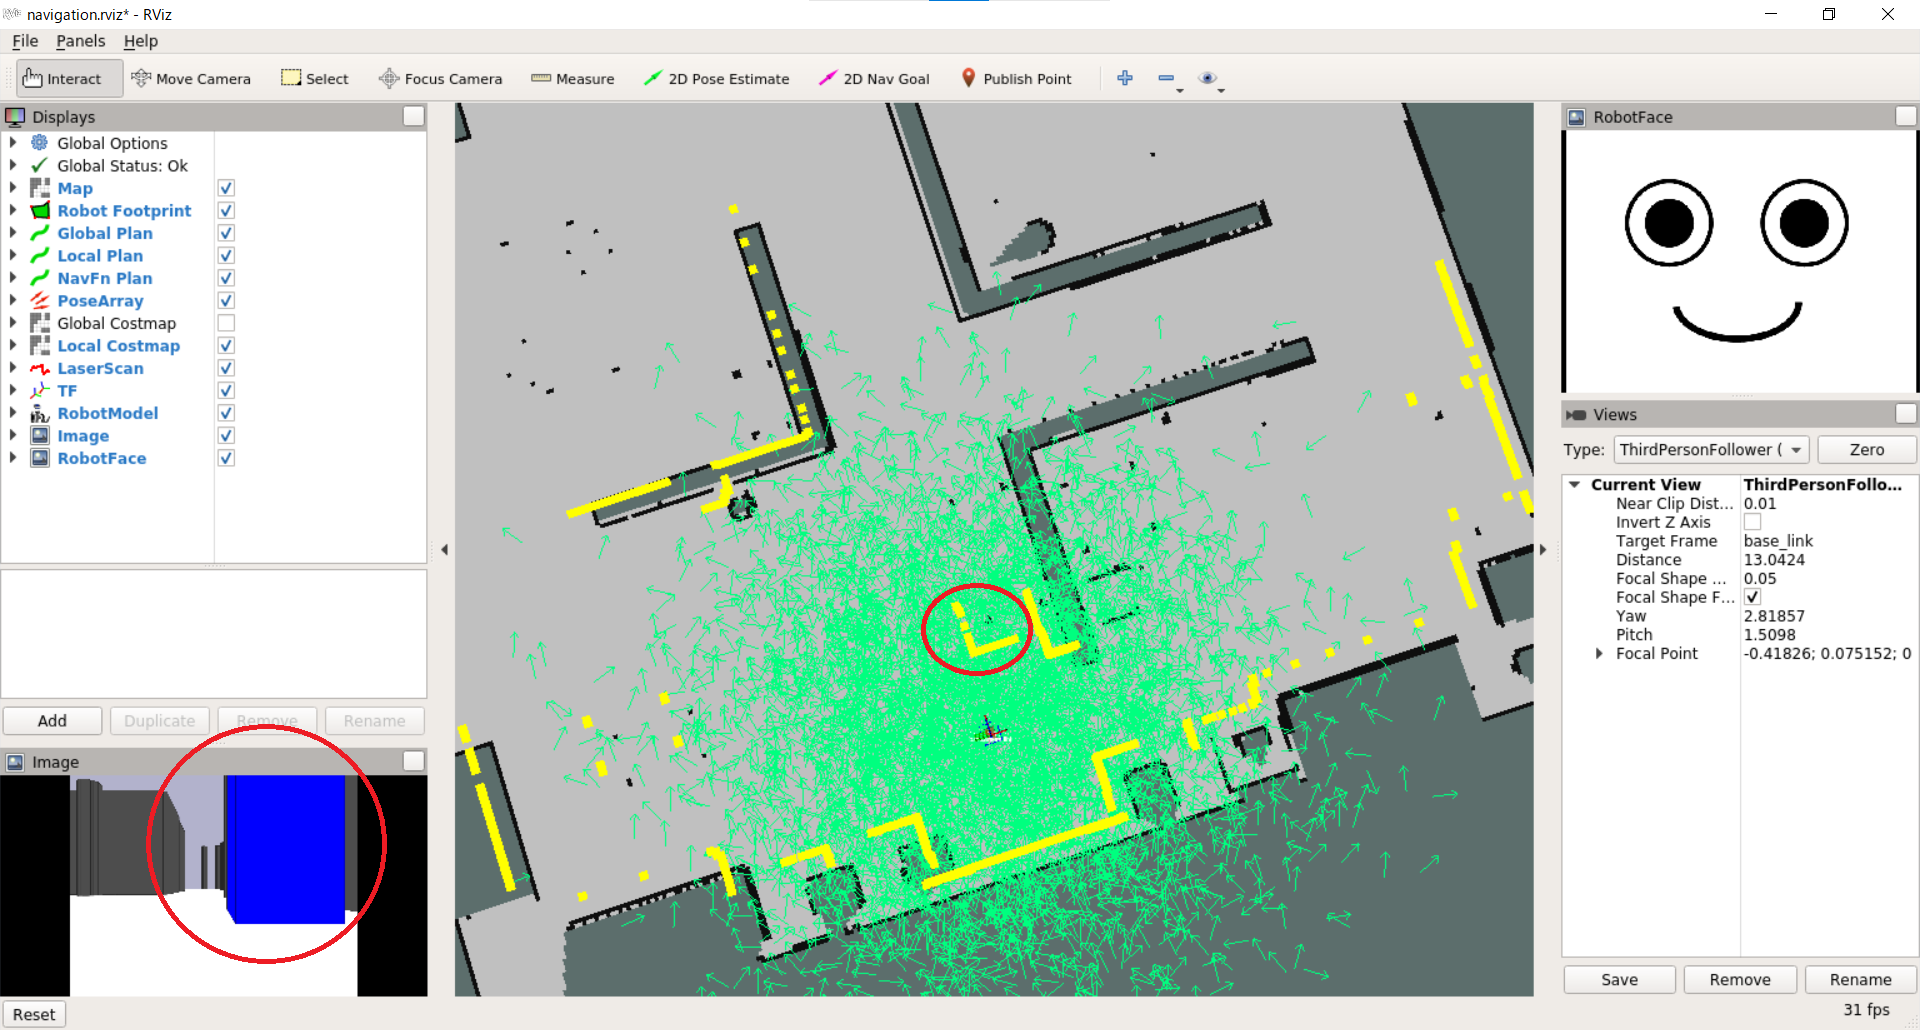 navigation.rviz* - RViz
File Panels Help
Interact Move Camera Select Focus Camera Measure 2D Pose Estimate 2D Nav Goal Publish Point
Displays
Global Options
Global Status: Ok
Map
Robot Footprint
Global Plan
Local Plan
NavFn Plan
PoseArray
Global Costmap
Local Costmap
LaserScan
TF
RobotModel
Image
RobotFace
Add Duplicate Remove Rename
Image
Reset
RobotFace
Views
Type: ThirdPersonFollower ( Zero
Current View ThirdPersonFollo...
Near Clip Dist... 0.01
Invert Z Axis
Target Frame base_link
Distance 13.0424
Focal Shape ... 0.05
Focal Shape F...
Yaw 2.81857
Pitch 1.5098
Focal Point -0.41826; 0.075152; 0
Save Remove Rename
31 fps